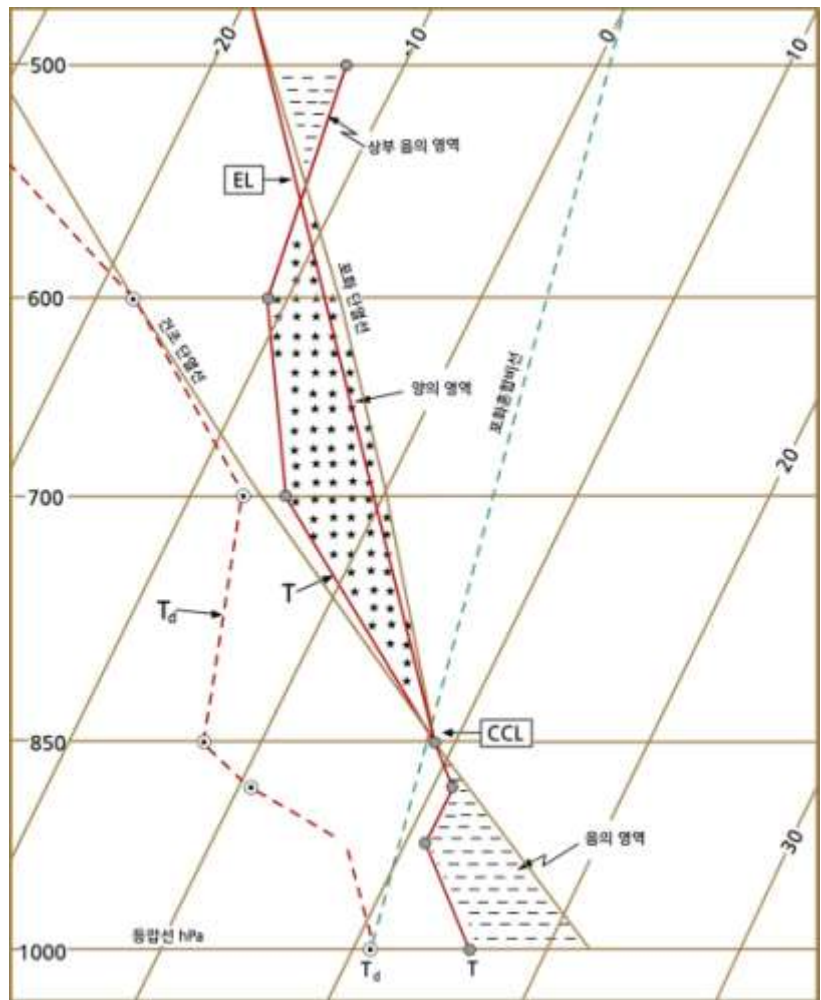 -20
-10
0
10
500
상부 음의 영역
EL
포화 단열선
600
건조 단열선
양의 영역
포화혼합비선
20
700
T
Td
CCL
850
음의 영역
30
등압선 hPa
1000
Td
T